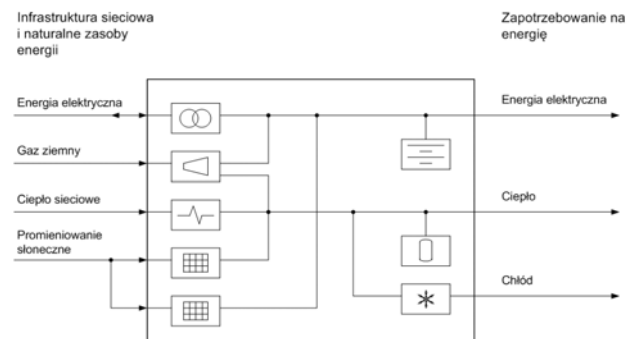 Infrastruktura sieciowa
i naturalne zasoby
energii
Zapotrzebowanie na
energię
Energia elektryczna
Energia elektryczna
Gaz ziemny
Ciepło sieciowe
Ciepło
Promieniowanie
słoneczne
Chłód